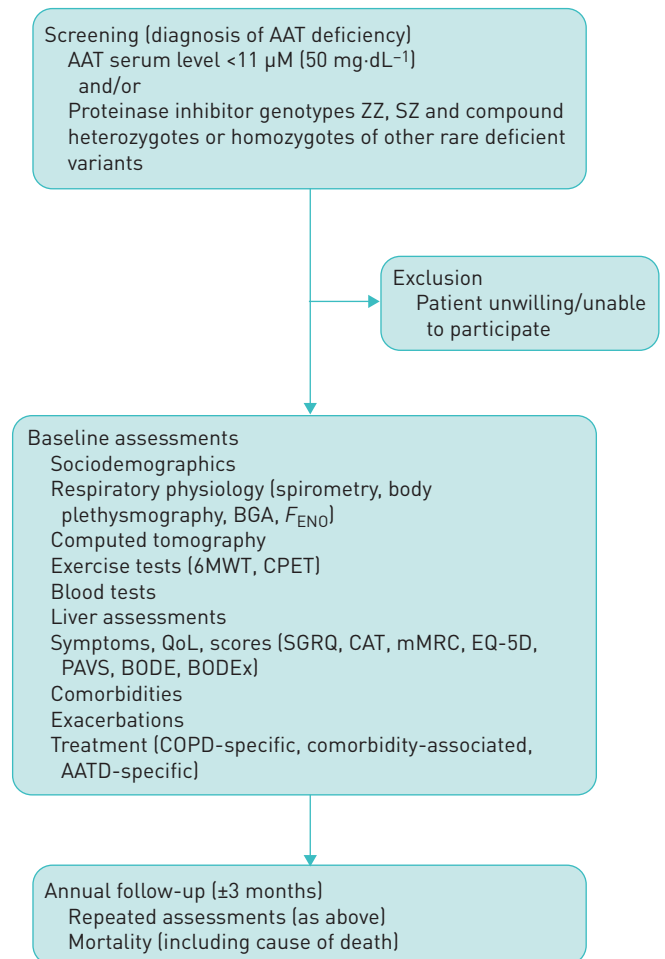 Screening (diagnosis of AAT deficiency)
AAT serum level <11 µM (50 mg·dL⁻¹)
and/or
Proteinase inhibitor genotypes ZZ, SZ and compound
heterozygotes or homozygotes of other rare deficient
variants
Exclusion
Patient unwilling/unable
to participate
Baseline assessments
Sociodemographics
Respiratory physiology (spirometry, body
plethysmography, BGA, FENO)
Computed tomography
Exercise tests (6MWT, CPET)
Blood tests
Liver assessments
Symptoms, QoL, scores (SGRQ, CAT, mMRC, EQ-5D,
PAVS, BODE, BODEx)
Comorbidities
Exacerbations
Treatment (COPD-specific, comorbidity-associated,
AATD-specific)
Annual follow-up (±3 months)
Repeated assessments (as above)
Mortality (including cause of death)